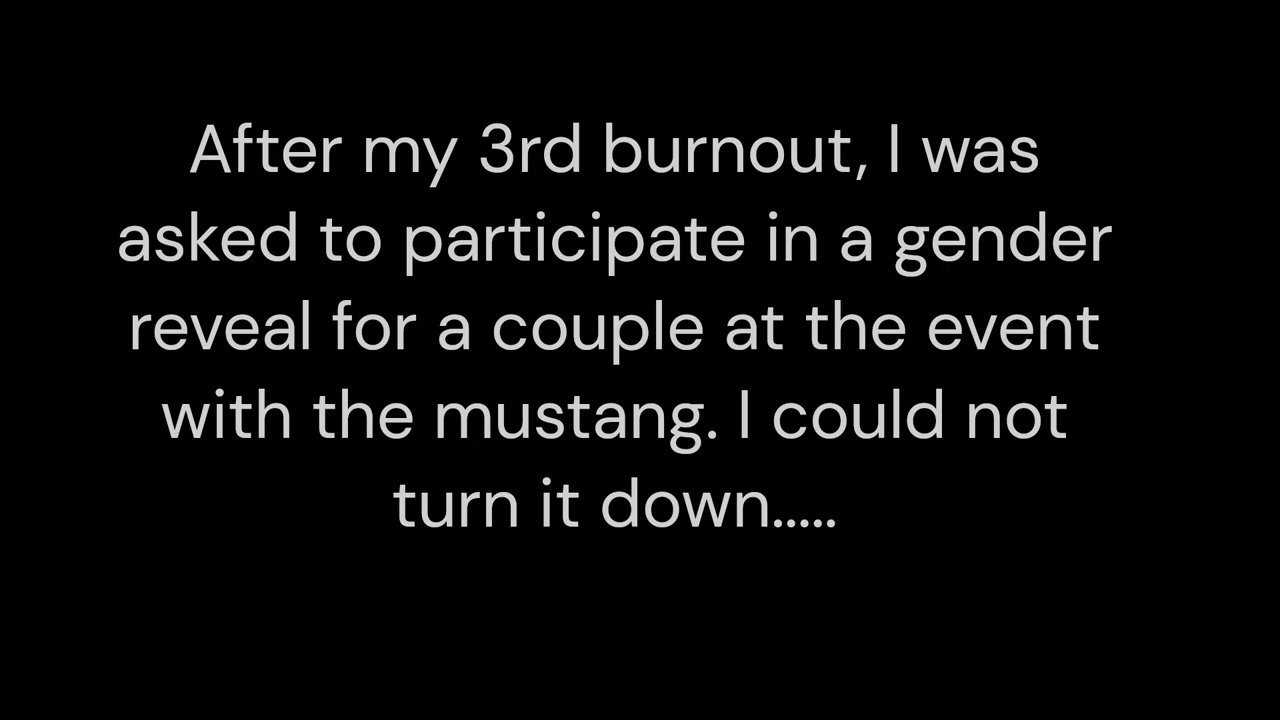 After my 3rd burnout, I was
asked to participate in a gender
reveal for a couple at the event
with the mustang. I could not
turn it down.....